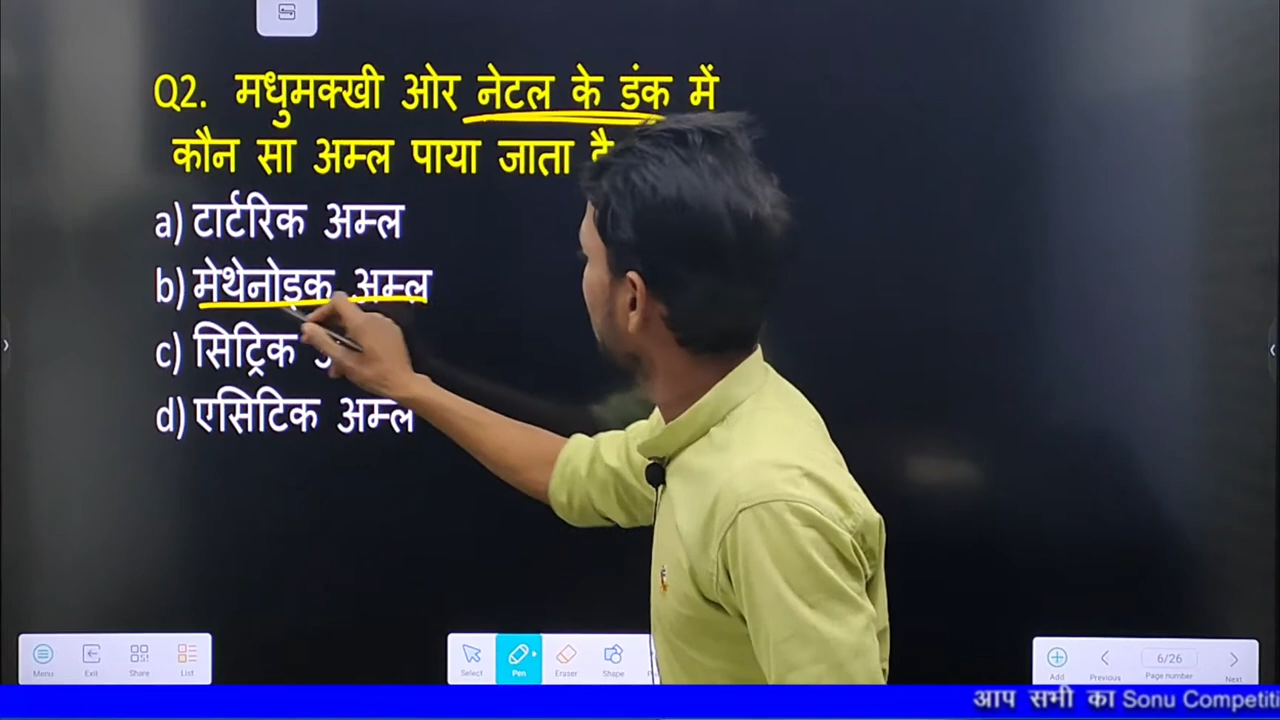 Q2. मधुमक्खी ओर नेटल के डंक में
कौन सा अम्ल पाया जाता
a) टार्टरिक अम्ल
b) मेथेनोइक अम्ल
c) सिट्रिक
d) एसिटिक अम्ल
Menu Exit Share List Select Pen Eraser Shape Add Previous 6/26 Page number Next
आप सभी का Sonu Competiti